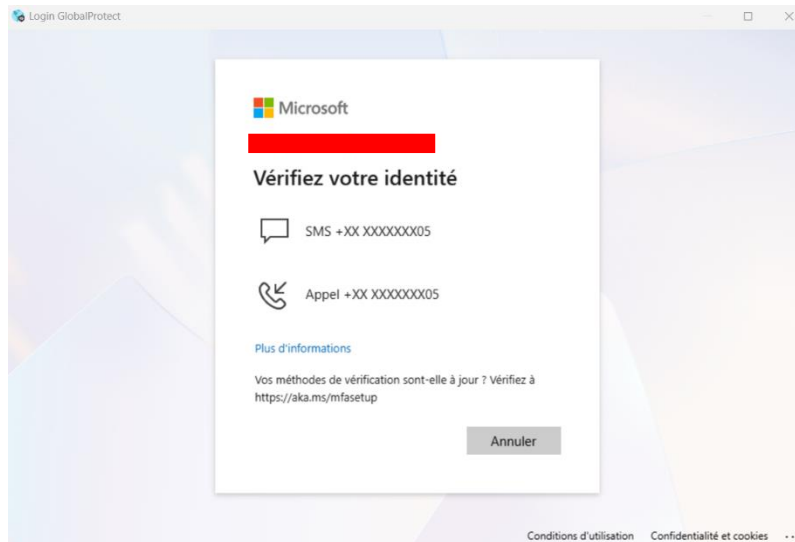 Login GlobalProtect
Microsoft
Vérifiez votre identité
SMS +XX XXXXXXX05
Appel +XX XXXXXXX05
Plus d'informations
Vos méthodes de vérification sont-elle à jour ? Vérifiez à
https://aka.ms/mfasetup
Annuler
Conditions d'utilisation Confidentialité et cookies ..